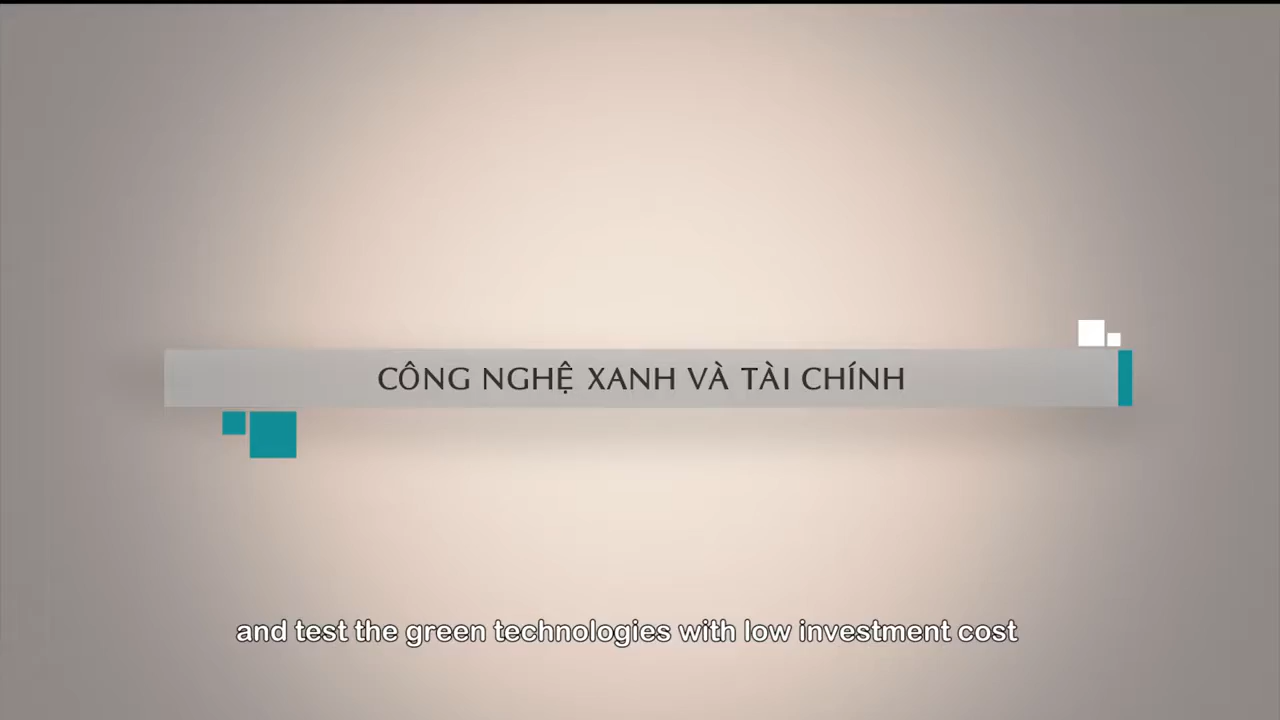 CÔNG NGHỆ XANH VÀ TÀI CHÍNH
and test the green technologies with low investment cost